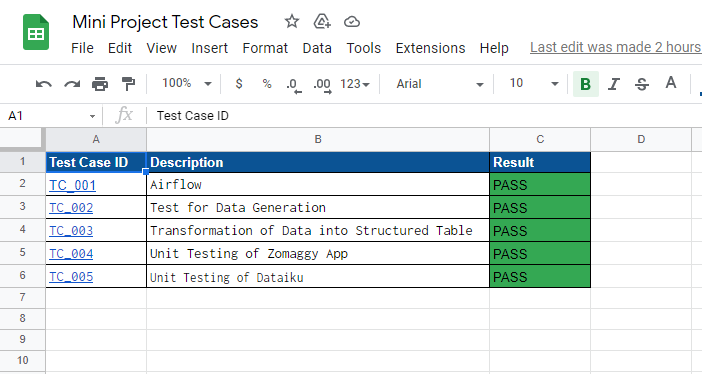 Mini Project Test Cases
File Edit View Insert Format Data Tools Extensions Help Last edit was made 2 hours
100% $ % .0 .00 123 Arial 10 B I S A
A1 fx Test Case ID
A B C D
1 Test Case ID Description Result
2 TC_001 Airflow PASS
3 TC_002 Test for Data Generation PASS
4 TC_003 Transformation of Data into Structured Table PASS
5 TC_004 Unit Testing of Zomaggy App PASS
6 TC_005 Unit Testing of Dataiku PASS
7
8
9
10